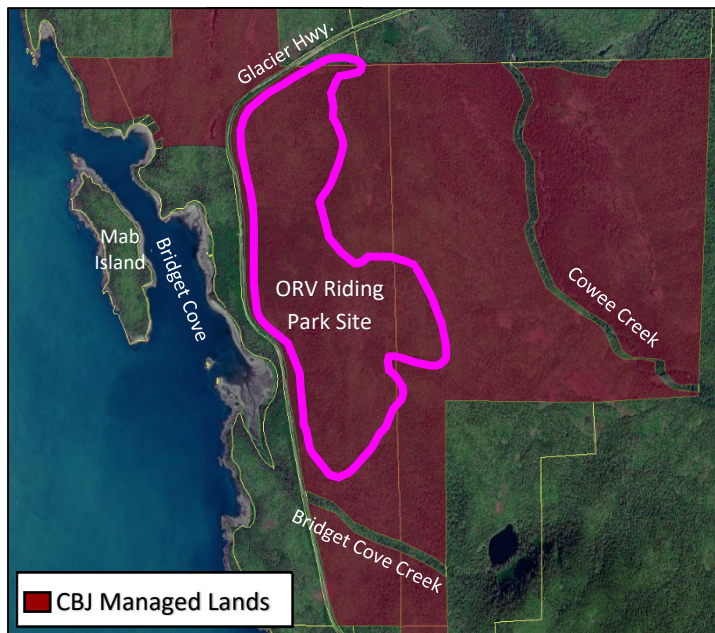 Glacier Hwy.
Mab
Island
Bridget Cove
ORV Riding
Park Site
Cowee Creek
Bridget Cove Creek
CBJ Managed Lands